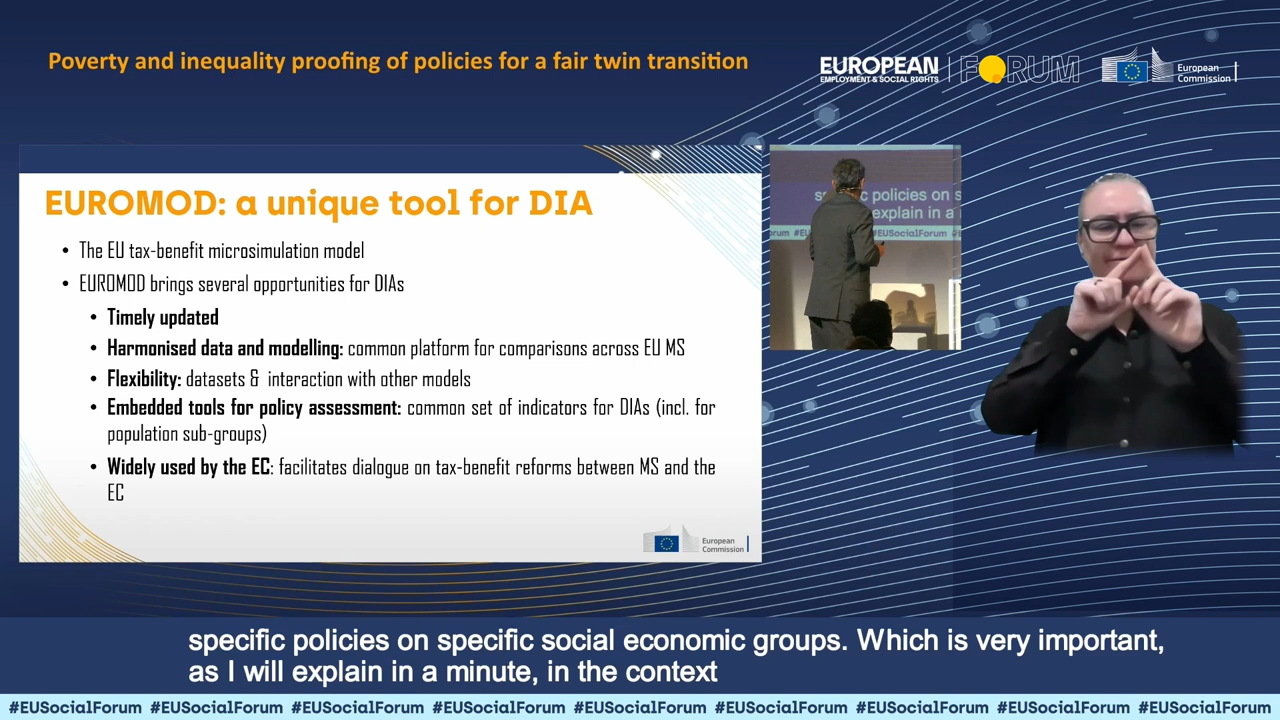 Poverty and inequality proofing of policies for a fair twin transition
EUROPEAN
EMPLOYMENT & SOCIAL RIGHTS
FORUM
European
Commission
EUROMOD: a unique tool for DIA
• The EU tax-benefit microsimulation model
• EUROMOD brings several opportunities for DIAs
• Timely updated
• Harmonised data and modelling: common platform for comparisons across EU MS
• Flexibility: datasets & interaction with other models
• Embedded tools for policy assessment: common set of indicators for DIAs (incl. for
population sub-groups)
• Widely used by the EC: facilitates dialogue on tax-benefit reforms between MS and the
EC
European
Commission
policies on s
explain in a
#EUSocialForum
specific policies on specific social economic groups. Which is very important,
as I will explain in a minute, in the context
#EUSocialForum #EUSocialForum #EUSocialForum #EUSocialForum #EUSocialForum #EUSocialForum #EUSocialForum #EUSocialForum #EUSocialForum